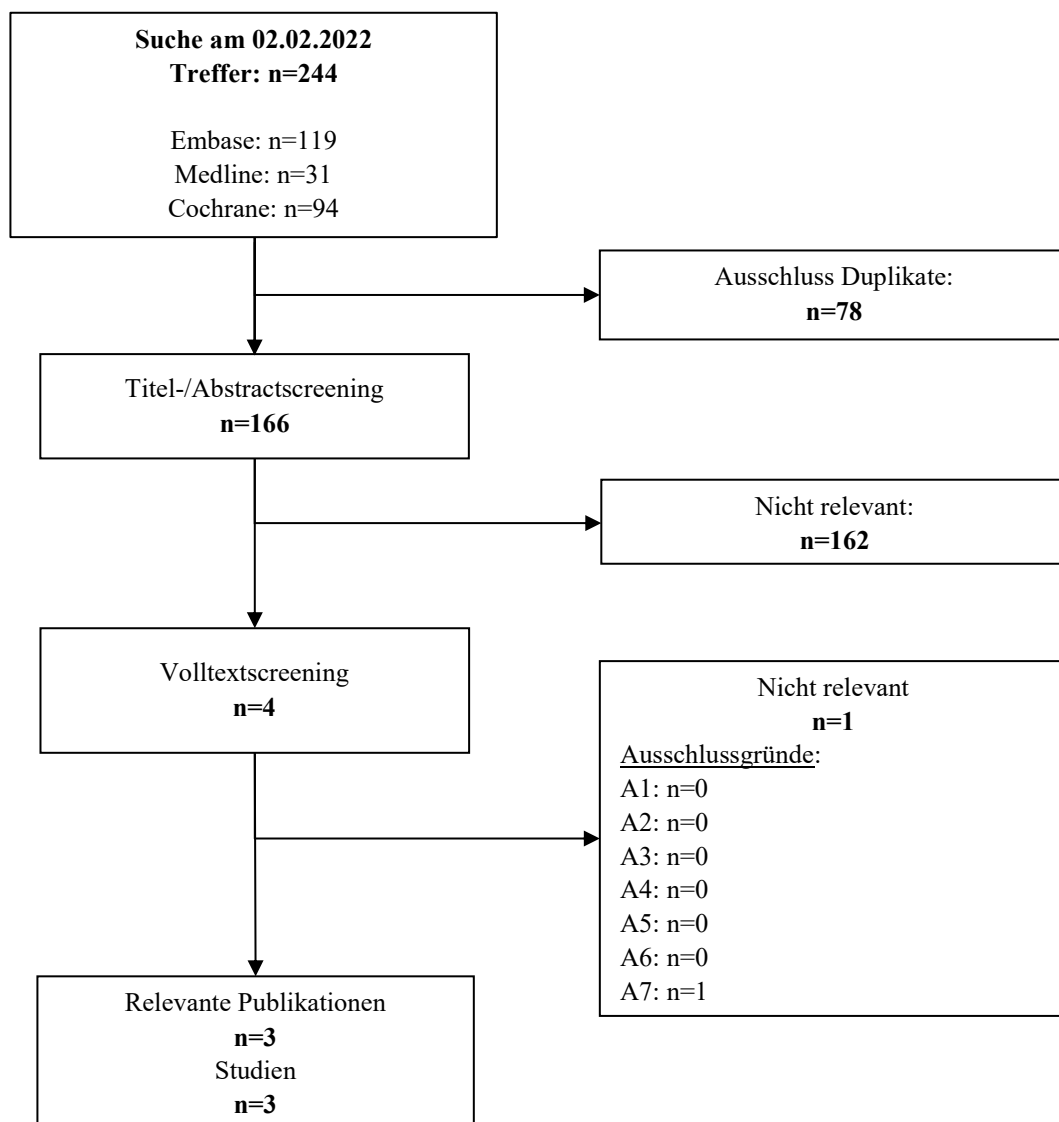 Suche am 02.02.2022
Treffer: n=244
Embase: n=119
Medline: n=31
Cochrane: n=94
Ausschluss Duplikate:
n=78
Titel-/Abstractscreening
n=166
Nicht relevant:
n=162
Volltextscreening
n=4
Nicht relevant
n=1
Ausschlussgründe:
A1: n=0
A2: n=0
A3: n=0
A4: n=0
A5: n=0
A6: n=0
A7: n=1
Relevante Publikationen
n=3
Studien
n=3